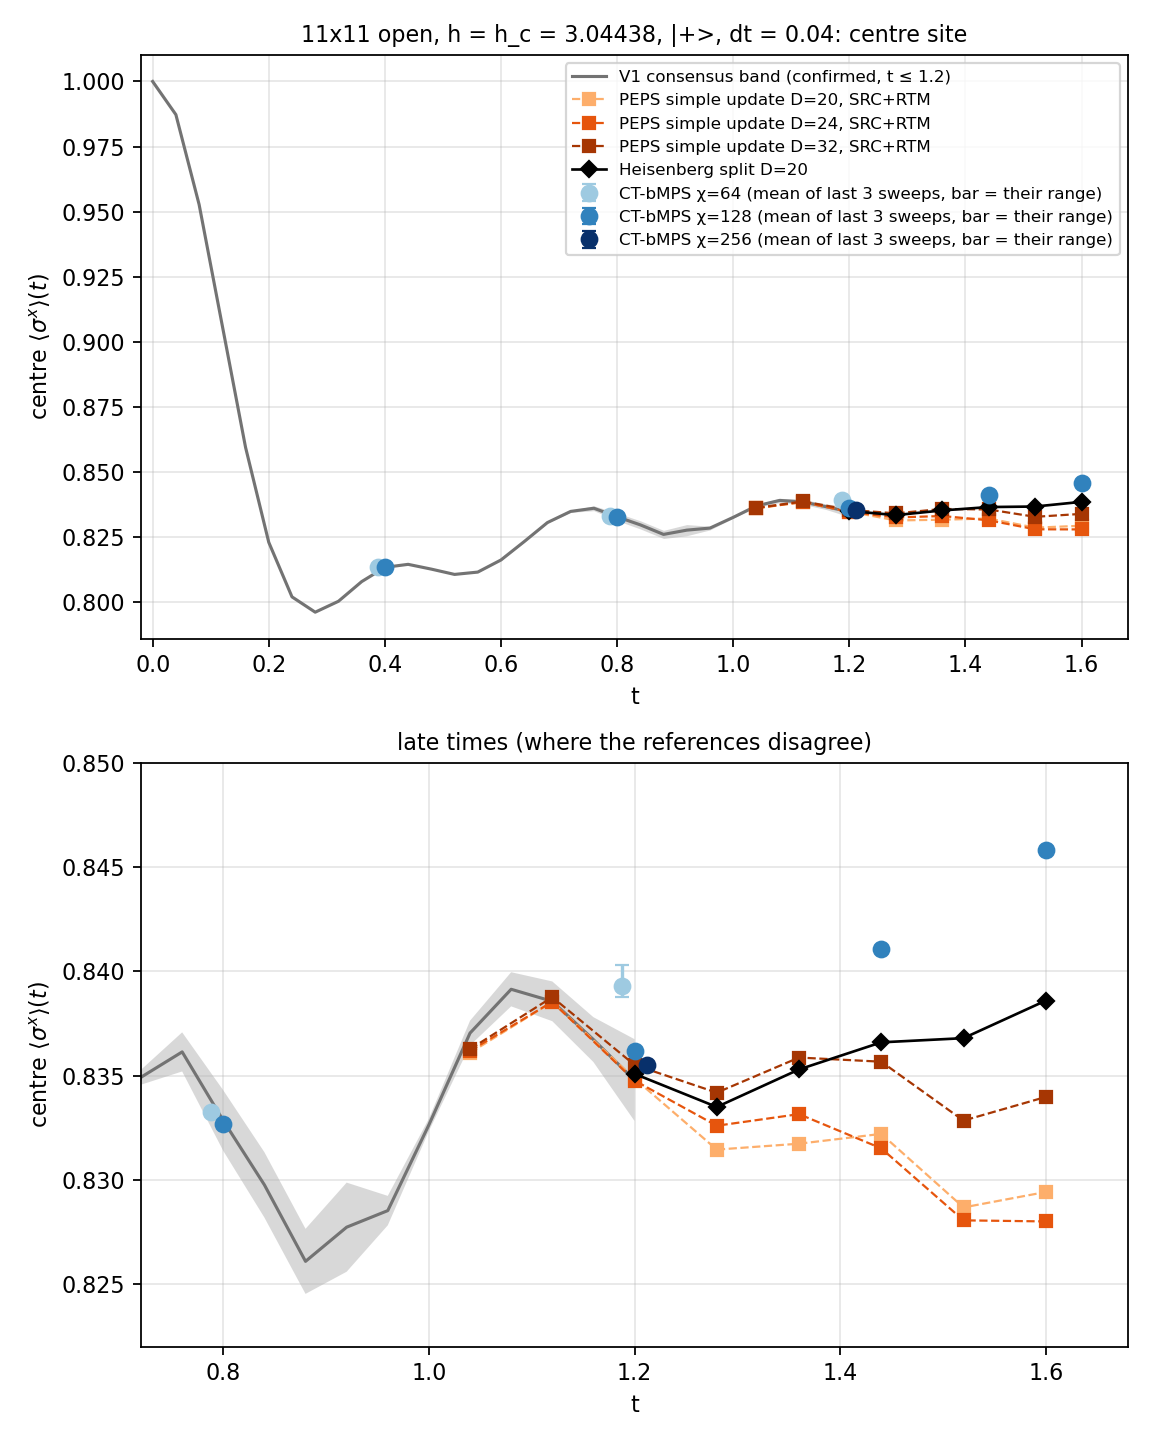 11x11 open, h = h_c = 3.04438, |+>, dt = 0.04: centre site
V1 consensus band (confirmed, t ≤ 1.2)
PEPS simple update D=20, SRC+RTM
PEPS simple update D=24, SRC+RTM
PEPS simple update D=32, SRC+RTM
Heisenberg split D=20
CT-bMPS χ=64 (mean of last 3 sweeps, bar = their range)
CT-bMPS χ=128 (mean of last 3 sweeps, bar = their range)
CT-bMPS χ=256 (mean of last 3 sweeps, bar = their range)
centre ⟨σ^x⟩(t)
1.000
0.975
0.950
0.925
0.900
0.875
0.850
0.825
0.800
0.0 0.2 0.4 0.6 0.8 1.0 1.2 1.4 1.6
t
late times (where the references disagree)
centre ⟨σ^x⟩(t)
0.850
0.845
0.840
0.835
0.830
0.825
0.8 1.0 1.2 1.4 1.6
t